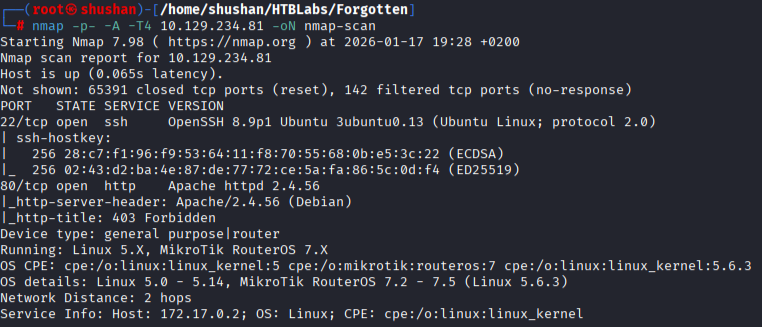 ┌──(root㉿shushan)-[/home/shushan/HTBLabs/Forgotten]
└─# nmap -p- -A -T4 10.129.234.81 -oN nmap-scan
Starting Nmap 7.98 ( https://nmap.org ) at 2026-01-17 19:28 +0200
Nmap scan report for 10.129.234.81
Host is up (0.065s latency).
Not shown: 65391 closed tcp ports (reset), 142 filtered tcp ports (no-response)
PORT   STATE SERVICE VERSION
22/tcp open  ssh     OpenSSH 8.9p1 Ubuntu 3ubuntu0.13 (Ubuntu Linux; protocol 2.0)
| ssh-hostkey:
|   256 28:c7:f1:96:f9:53:64:11:f8:70:55:68:0b:e5:3c:22 (ECDSA)
|_  256 02:43:d2:ba:4e:87:de:77:72:ce:5a:fa:86:5c:0d:f4 (ED25519)
80/tcp open  http    Apache httpd 2.4.56
|_http-server-header: Apache/2.4.56 (Debian)
|_http-title: 403 Forbidden
Device type: general purpose|router
Running: Linux 5.X, MikroTik RouterOS 7.X
OS CPE: cpe:/o:linux:linux_kernel:5 cpe:/o:mikrotik:routeros:7 cpe:/o:linux:linux_kernel:5.6.3
OS details: Linux 5.0 - 5.14, MikroTik RouterOS 7.2 - 7.5 (Linux 5.6.3)
Network Distance: 2 hops
Service Info: Host: 172.17.0.2; OS: Linux; CPE: cpe:/o:linux:linux_kernel